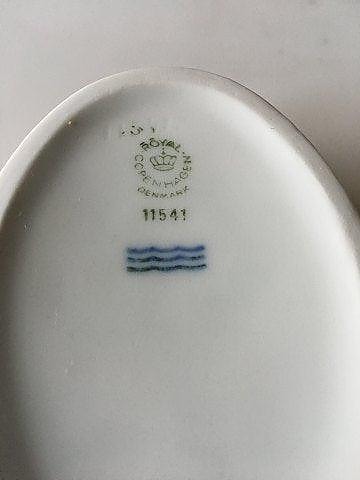 ROYAL
COPENHAGEN
DENMARK
11541